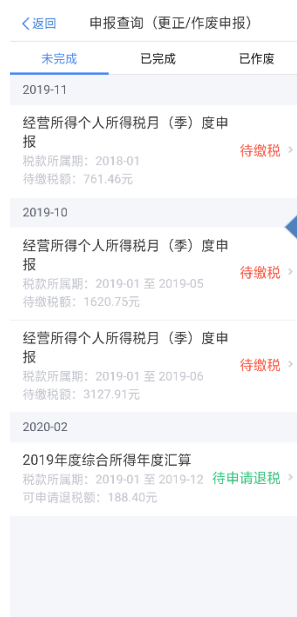 返回 申报查询（更正/作废申报）
未完成 已完成 已作废
2019-11
经营所得个人所得税月（季）度申
报
待缴税
税款所属期：2018-01
待缴税额：761.46元
2019-10
经营所得个人所得税月（季）度申
报
待缴税
税款所属期：2019-01 至 2019-05
待缴税额：1620.75元
经营所得个人所得税月（季）度申
报
待缴税
税款所属期：2019-01 至 2019-06
待缴税额：3127.91元
2020-02
2019年度综合所得年度汇算
税款所属期：2019-01 至 2019-12 待申请退税
可申请退税额：188.40元